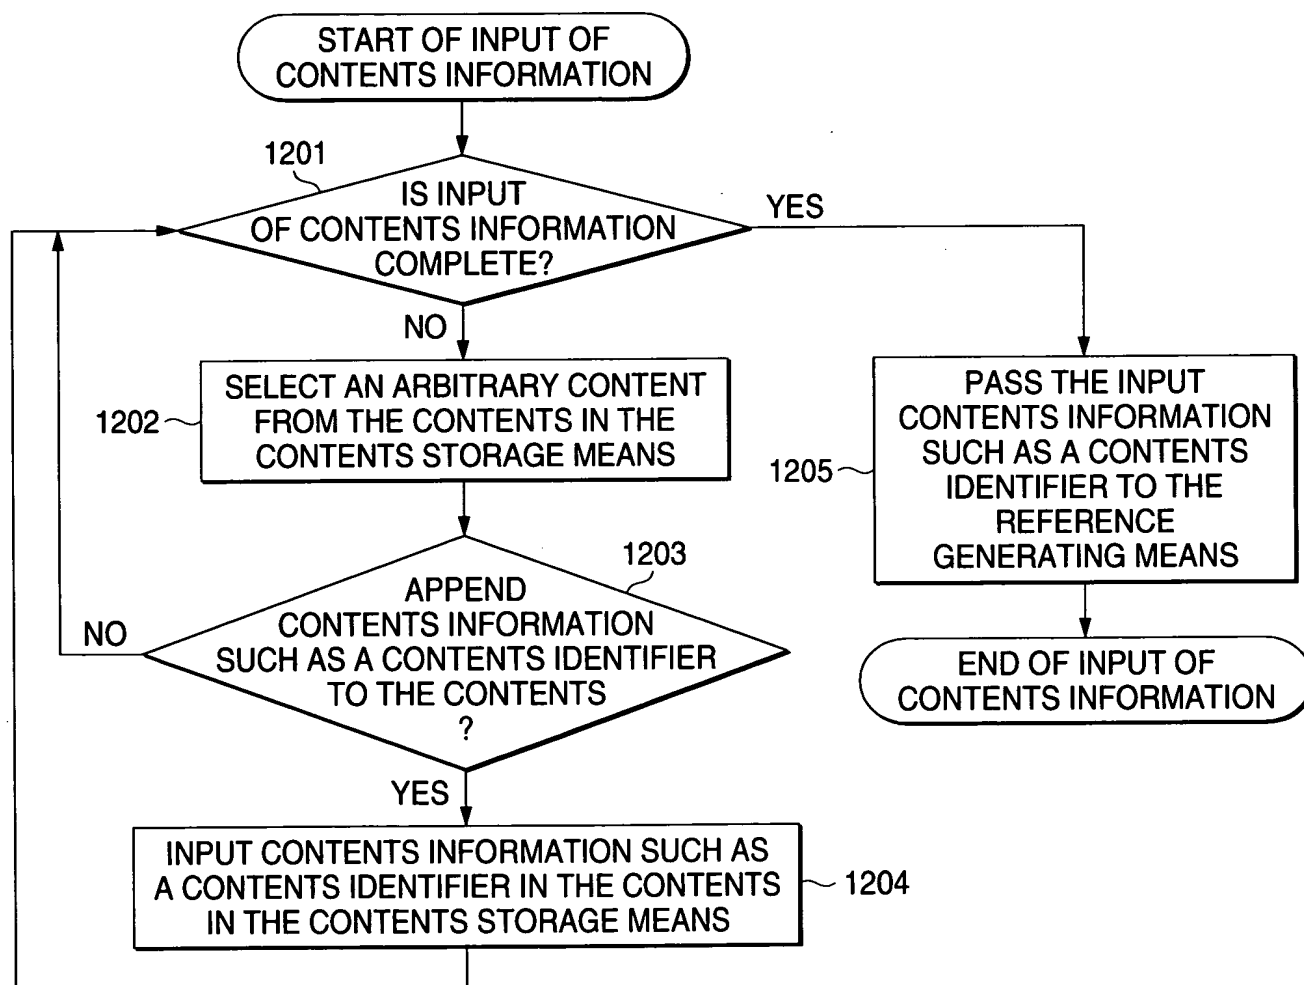 START OF INPUT OF
CONTENTS INFORMATION
1201
IS INPUT
OF CONTENTS INFORMATION
COMPLETE?
YES
NO
1202
SELECT AN ARBITRARY CONTENT
FROM THE CONTENTS IN THE
CONTENTS STORAGE MEANS
1205
PASS THE INPUT
CONTENTS INFORMATION
SUCH AS A CONTENTS
IDENTIFIER TO THE
REFERENCE
GENERATING MEANS
1203
APPEND
CONTENTS INFORMATION
SUCH AS A CONTENTS IDENTIFIER
TO THE CONTENTS
?
NO
YES
END OF INPUT OF
CONTENTS INFORMATION
INPUT CONTENTS INFORMATION SUCH AS
A CONTENTS IDENTIFIER IN THE CONTENTS
IN THE CONTENTS STORAGE MEANS
1204